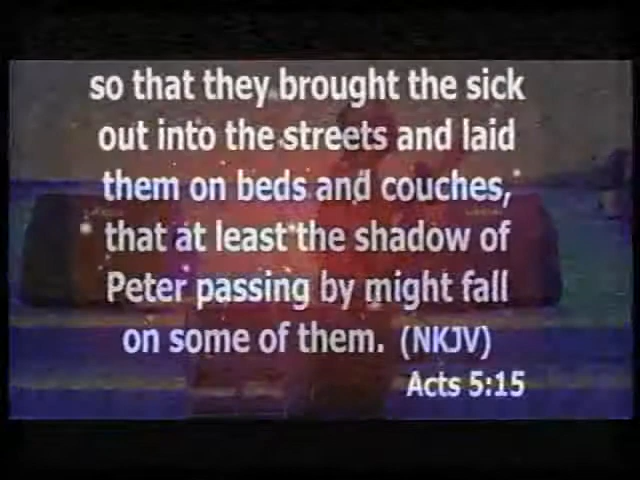 so that they brought the sick
out into the streets and laid
them on beds and couches,
that at least the shadow of
Peter passing by might fall
on some of them. (NKJV)
Acts 5:15